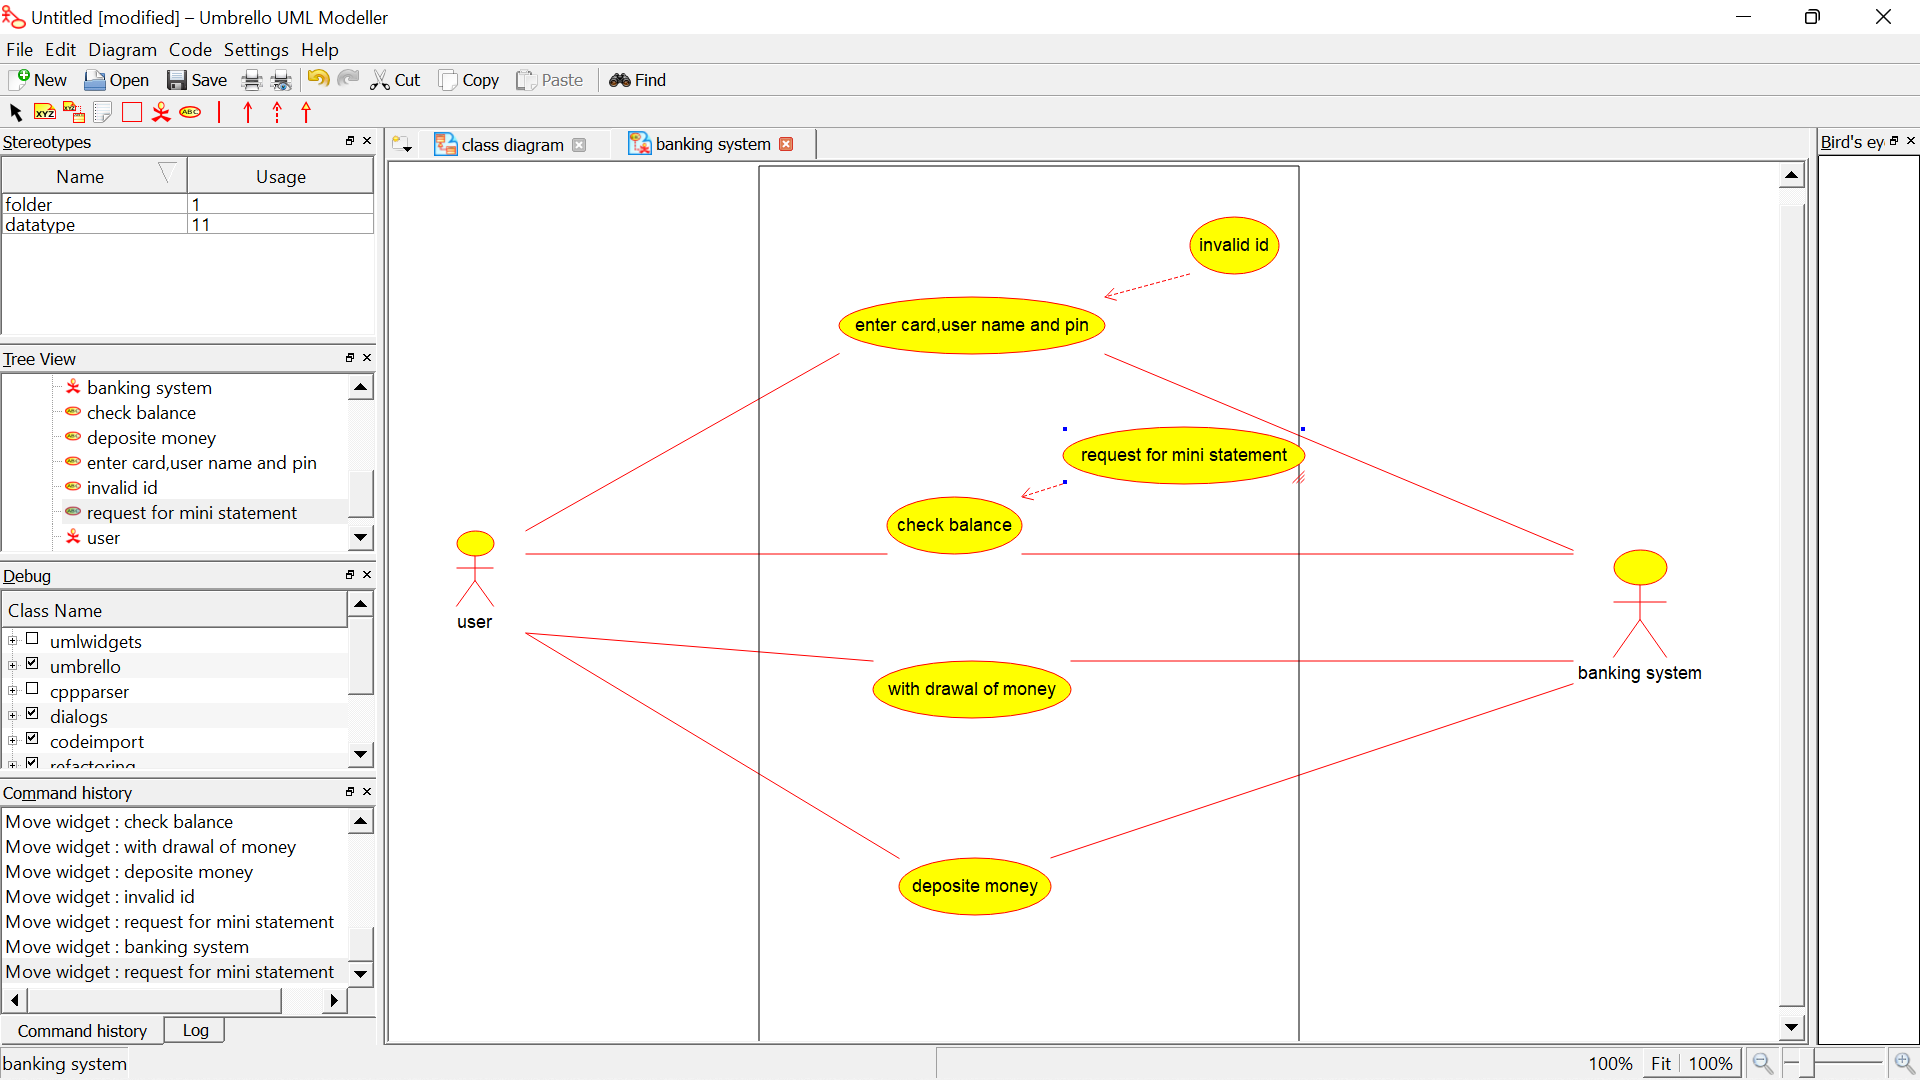 Untitled [modified] – Umbrello UML Modeller
File Edit Diagram Code Settings Help
New Open Save Cut Copy Paste Find
XYZ XYZ ABC
Stereotypes
Name Usage
folder 1
datatype 11
Tree View
banking system
check balance
deposite money
enter card,user name and pin
invalid id
request for mini statement
user
Debug
Class Name
umlwidgets
umbrello
cppparser
dialogs
codeimport
refactoring
Command history
Move widget : check balance
Move widget : with drawal of money
Move widget : deposite money
Move widget : invalid id
Move widget : request for mini statement
Move widget : banking system
Move widget : request for mini statement
Command history Log
banking system
class diagram banking system
invalid id
enter card,user name and pin
request for mini statement
check balance
user
with drawal of money
banking system
deposite money
Bird's ey
100% Fit 100%